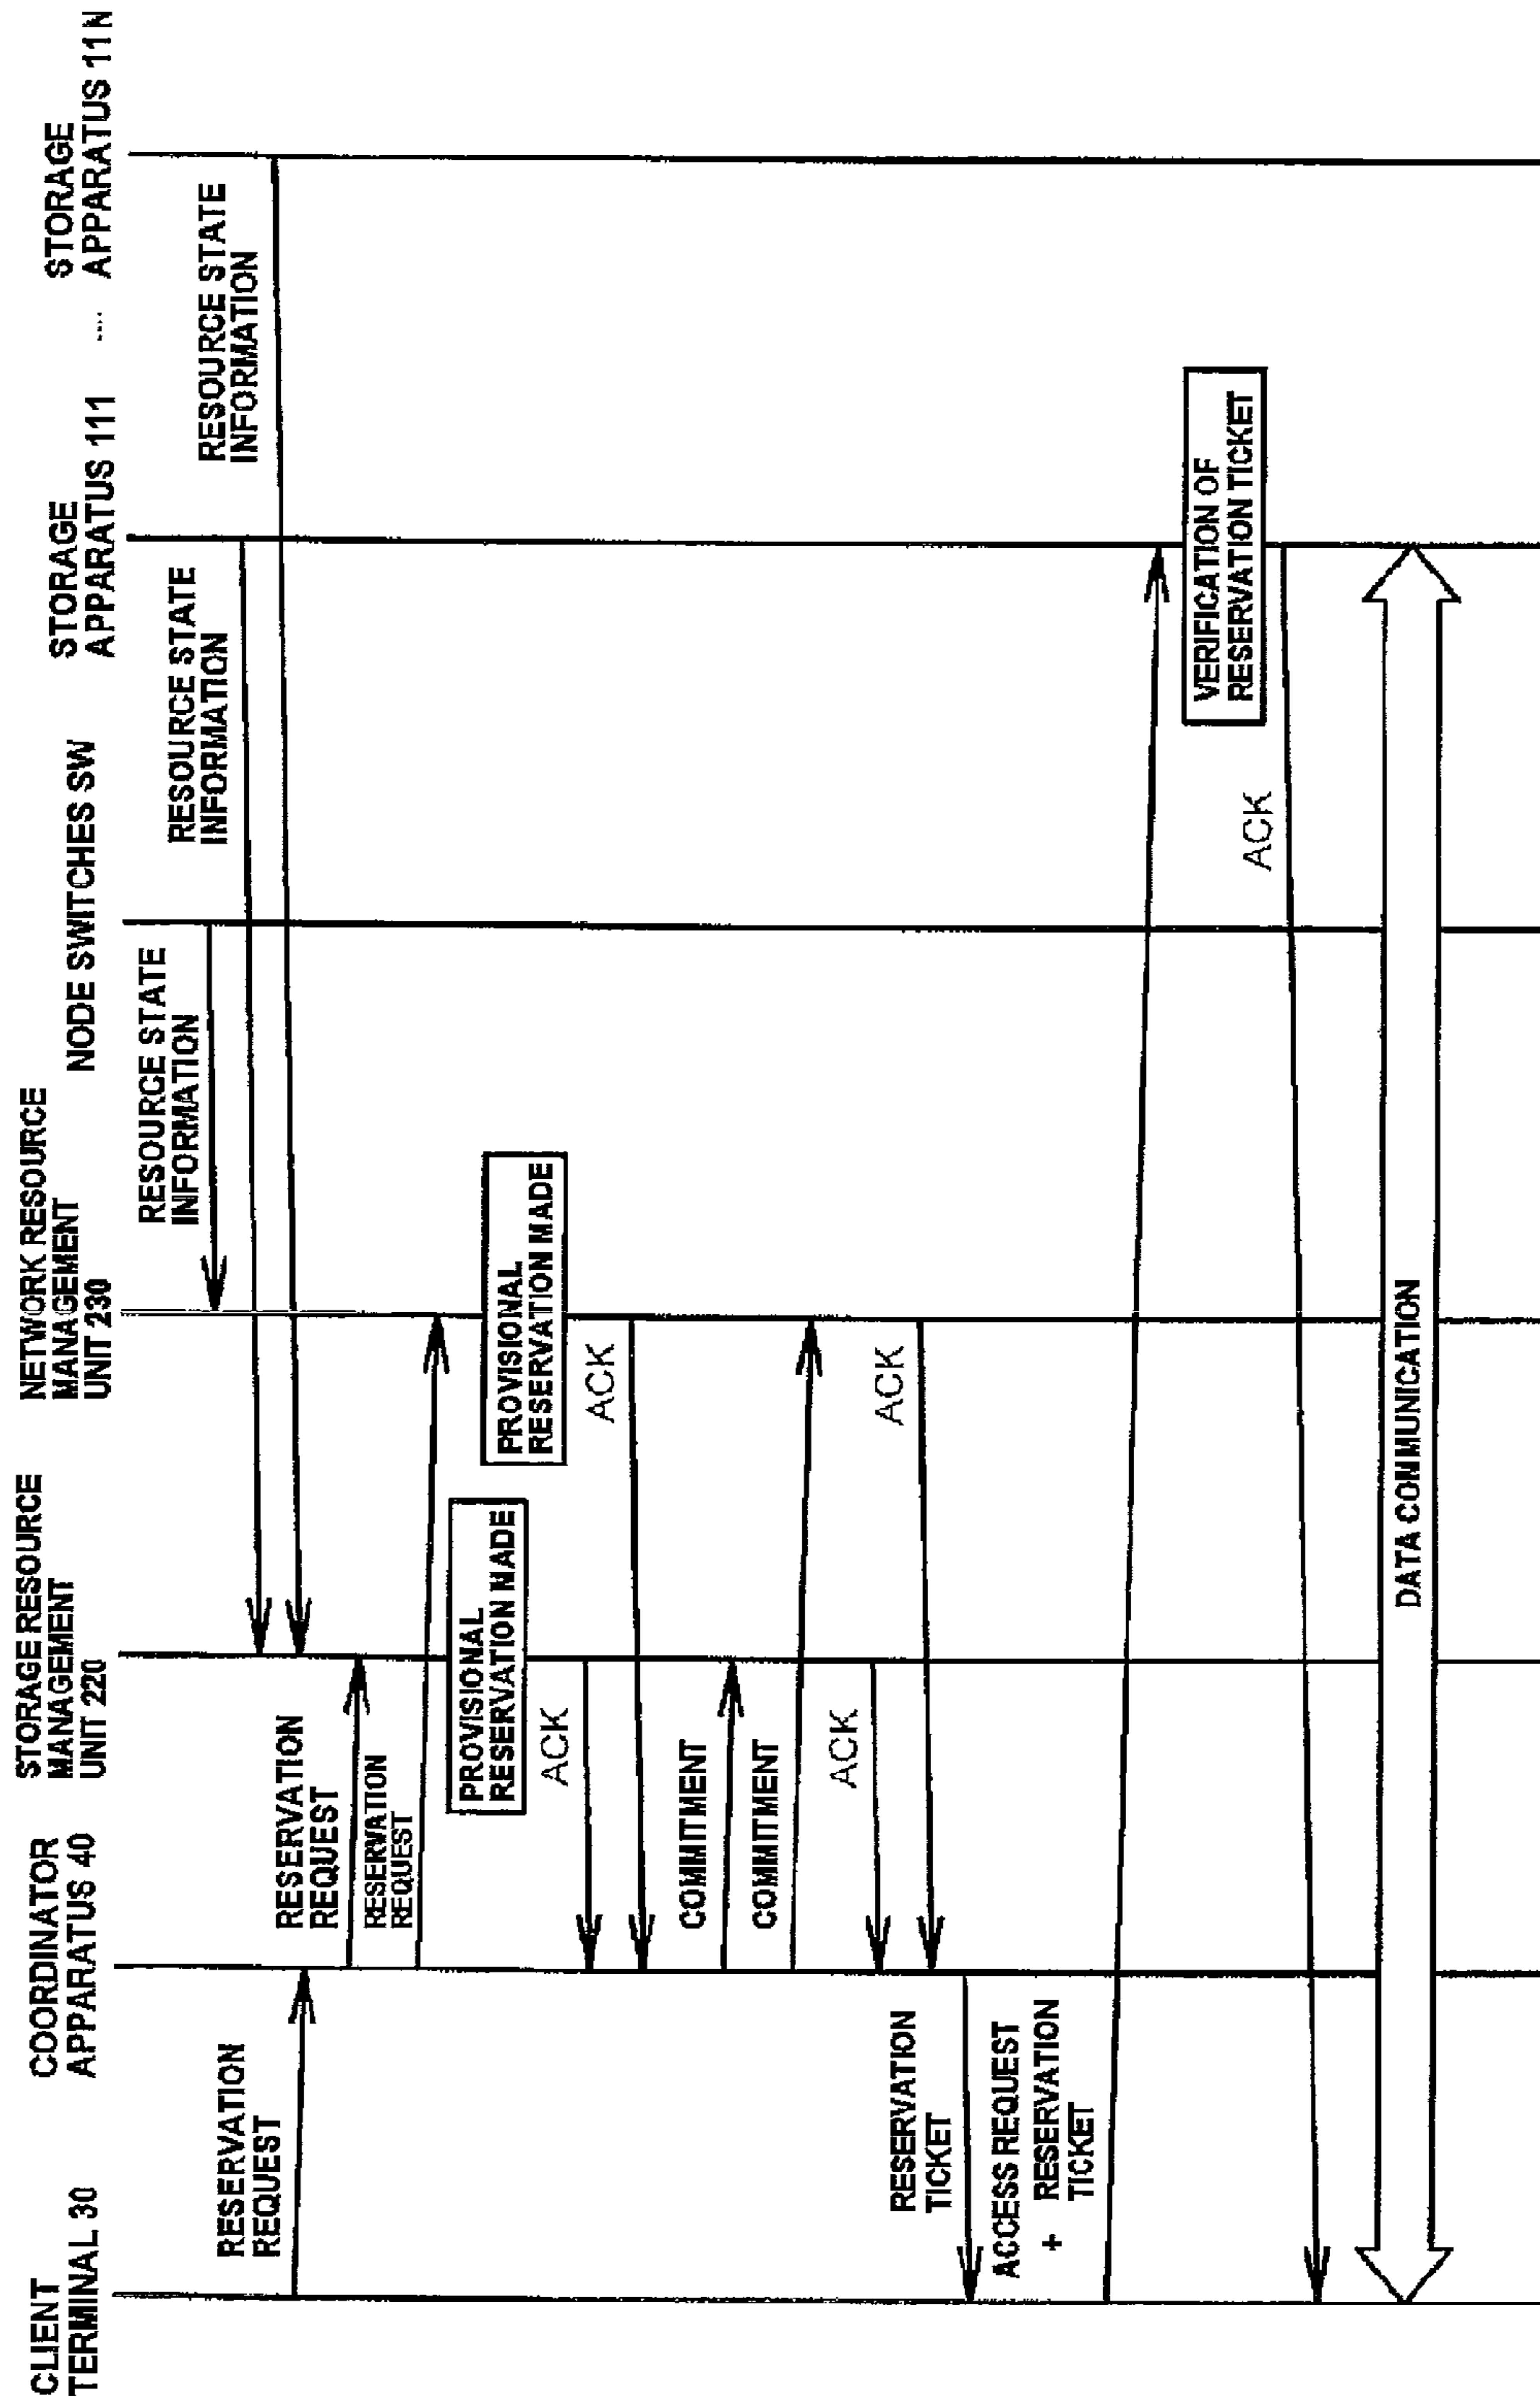 CLIENT
TERMINAL 30
COORDINATOR
APPARATUS 40
STORAGE RESOURCE
MANAGEMENT
UNIT 220
NETWORK RESOURCE
MANAGEMENT
UNIT 230
NODE SWITCHES SW
STORAGE
APPARATUS 111
....
STORAGE
APPARATUS 11N
RESOURCE STATE
INFORMATION
RESOURCE STATE
INFORMATION
RESOURCE STATE
INFORMATION
RESERVATION
REQUEST
RESERVATION
REQUEST
RESERVATION
REQUEST
PROVISIONAL
RESERVATION MADE
PROVISIONAL
RESERVATION MADE
ACK
ACK
COMMITMENT
COMMITMENT
ACK
ACK
RESERVATION
TICKET
ACCESS REQUEST
+ RESERVATION
TICKET
VERIFICATION OF
RESERVATION TICKET
ACK
DATA COMMUNICATION